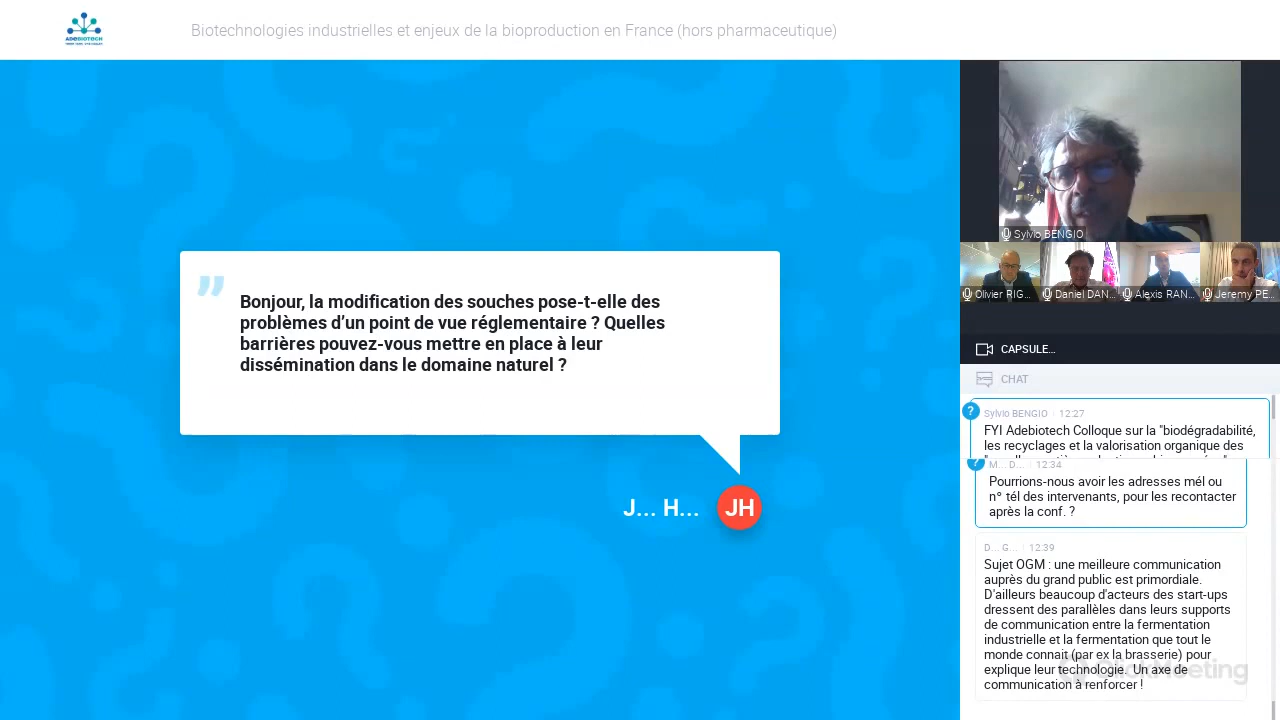 ADEBIOTECH
Biotechnologies industrielles et enjeux de la bioproduction en France (hors pharmaceutique)
Bonjour, la modification des souches pose-t-elle des
problèmes d'un point de vue réglementaire ? Quelles
barrières pouvez-vous mettre en place à leur
dissémination dans le domaine naturel ?
J... H...
JH
Sylvio BENGIO
Olivier RIG...
Daniel DAN...
Alexis RAN...
Jeremy PE...
CAPSULE...
CHAT
?
Sylvio BENGIO 12:27
FYI Adebiotech Colloque sur la "biodégradabilité,
les recyclages et la valorisation organique des
?
M... D... 12:34
Pourrions-nous avoir les adresses mél ou
n° tél des intervenants, pour les recontacter
après la conf. ?
D... G... 12:39
Sujet OGM : une meilleure communication
auprès du grand public est primordiale.
D'ailleurs beaucoup d'acteurs des start-ups
dressent des parallèles dans leurs supports
de communication entre la fermentation
industrielle et la fermentation que tout le
monde connait (par ex la brasserie) pour
explique leur technologie. Un axe de
communication à renforcer !
ClickMeeting